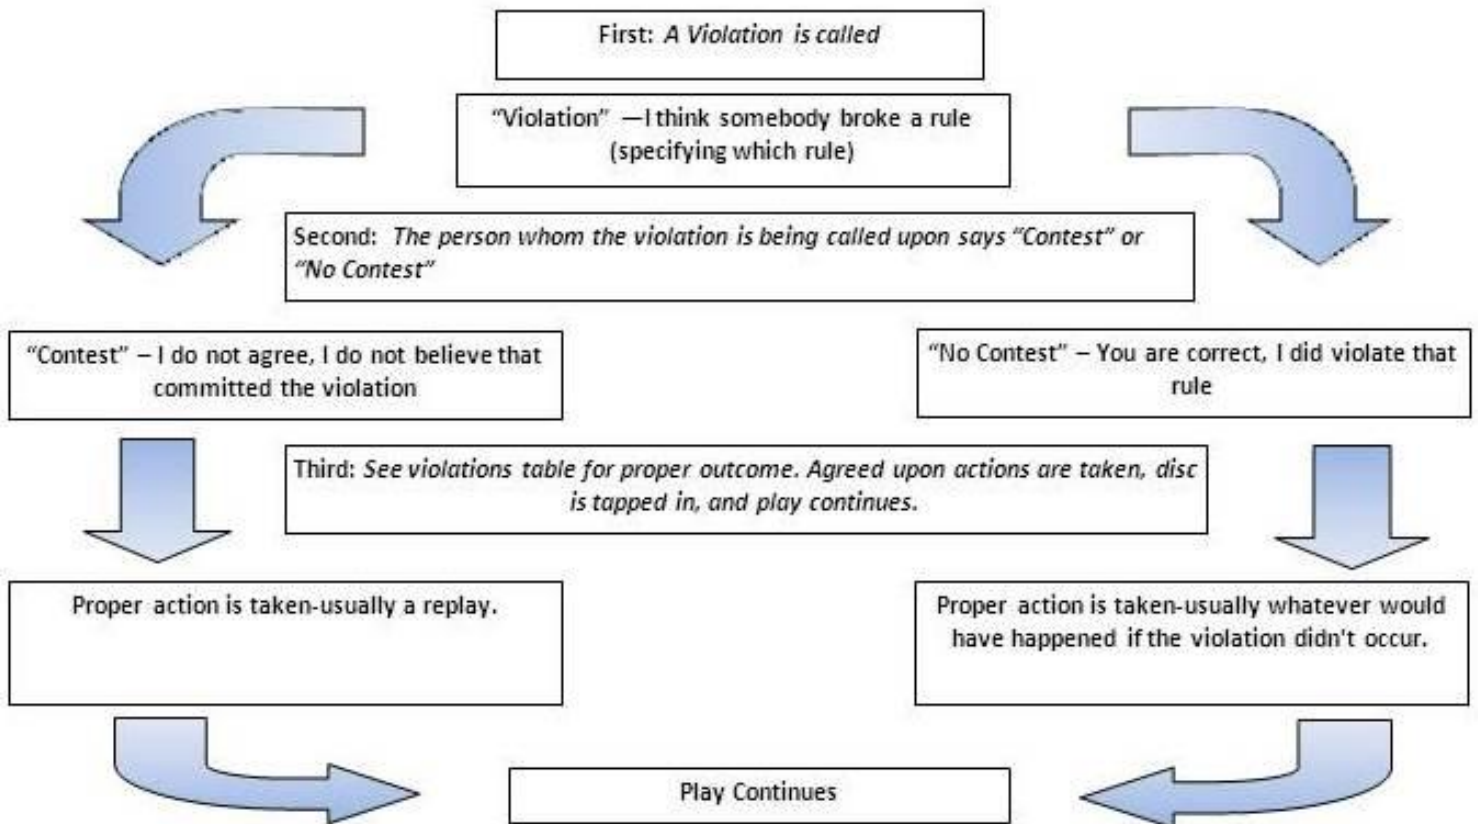 First: A Violation is called
“Violation” —I think somebody broke a rule
(specifying which rule)
Second: The person whom the violation is being called upon says “Contest” or
“No Contest”
“Contest” – I do not agree, I do not believe that
committed the violation
“No Contest” – You are correct, I did violate that
rule
Third: See violations table for proper outcome. Agreed upon actions are taken, disc
is tapped in, and play continues.
Proper action is taken-usually a replay.
Proper action is taken-usually whatever would
have happened if the violation didn't occur.
Play Continues